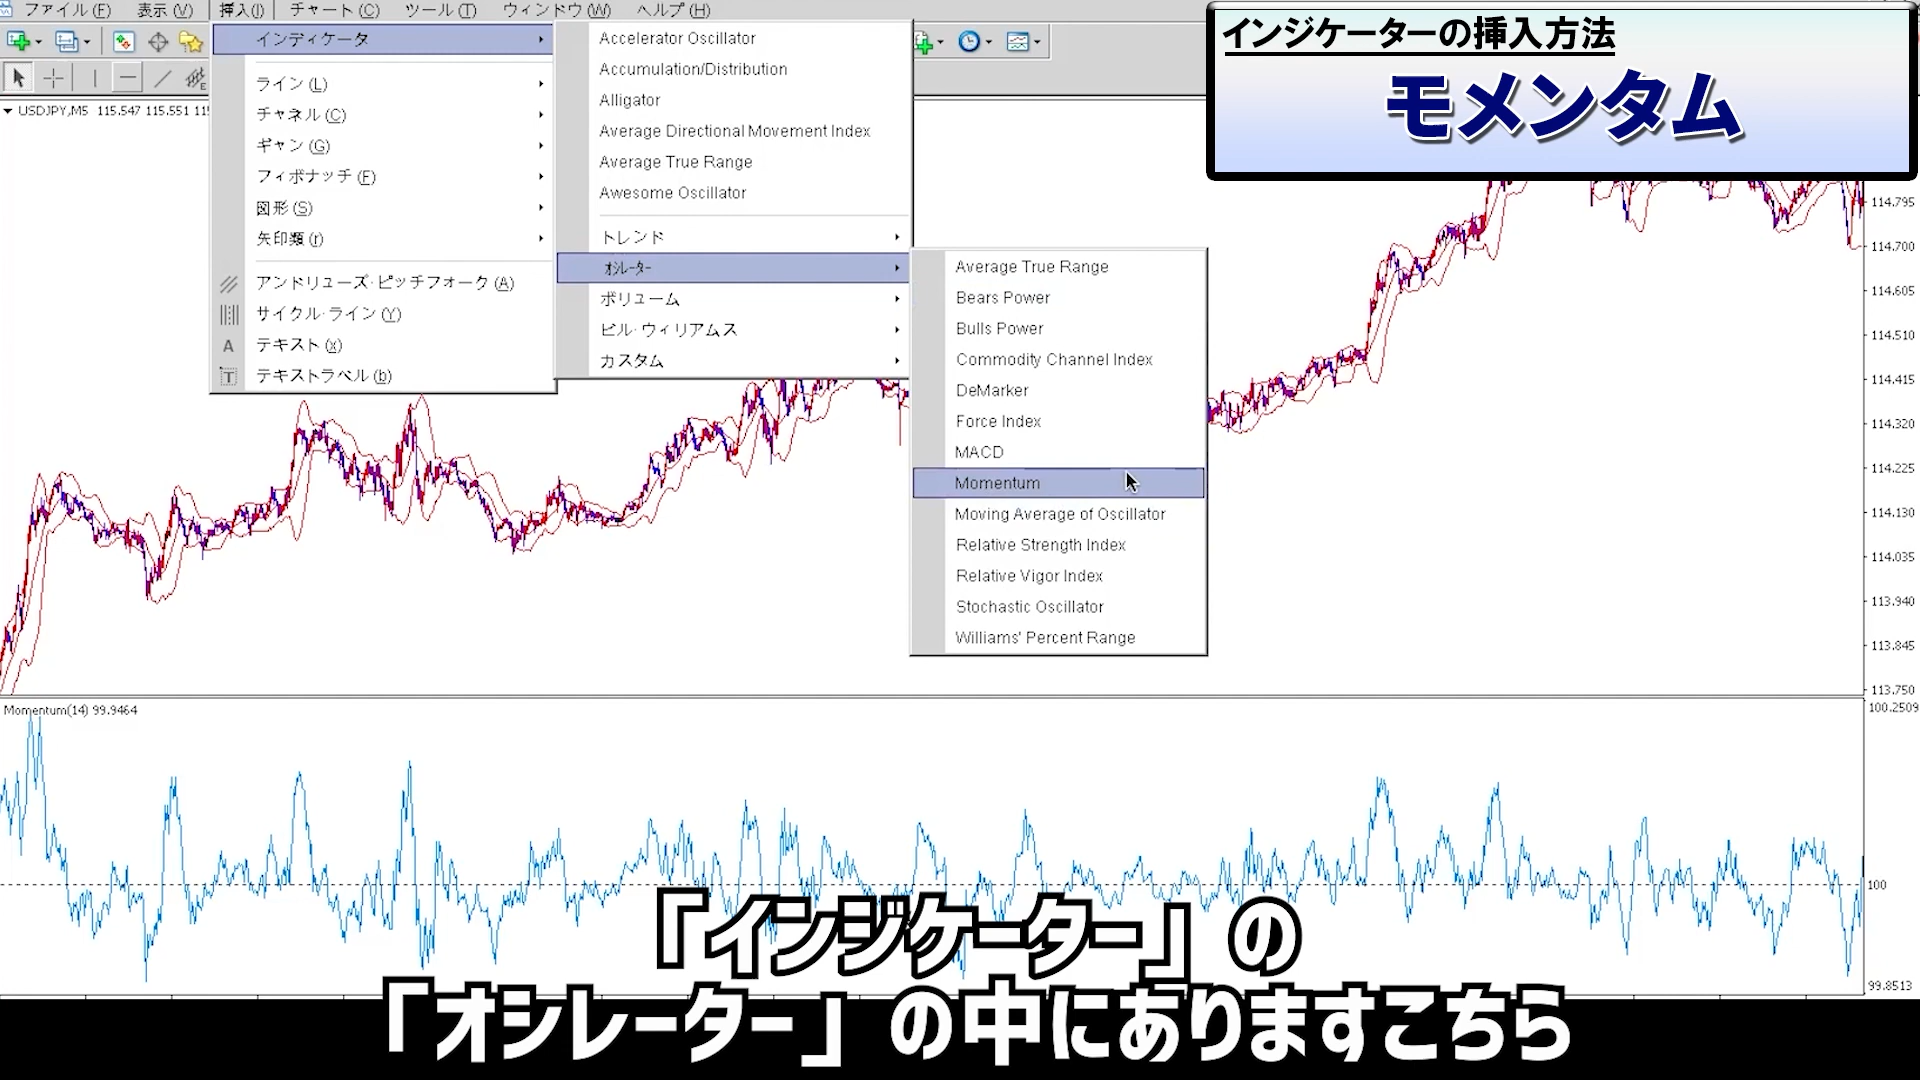 ファイル(F) 表示(V) 挿入(I) チャート(C) ツール(T) ウィンドウ(W) ヘルプ(H)
インジケーターの挿入方法
モメンタム
USDJPY,M5 115.547 115.551
インディケータ
ライン(L)
チャネル(C)
ギャン(G)
フィボナッチ(F)
図形(S)
矢印類(r)
アンドリューズ・ピッチフォーク(A)
サイクル・ライン(Y)
テキスト(x)
テキストラベル(b)
Accelerator Oscillator
Accumulation/Distribution
Alligator
Average Directional Movement Index
Average True Range
Awesome Oscillator
トレンド
オシレーター
ボリューム
ビル・ウィリアムス
カスタム
Average True Range
Bears Power
Bulls Power
Commodity Channel Index
DeMarker
Force Index
MACD
Momentum
Moving Average of Oscillator
Relative Strength Index
Relative Vigor Index
Stochastic Oscillator
Williams' Percent Range
114.795
114.700
114.605
114.510
114.415
114.320
114.225
114.130
114.035
113.940
113.845
113.750
Momentum(14) 99.9464
100.2509
100
99.8513
「インジケーター」の
「オシレーター」の中にありますこちら